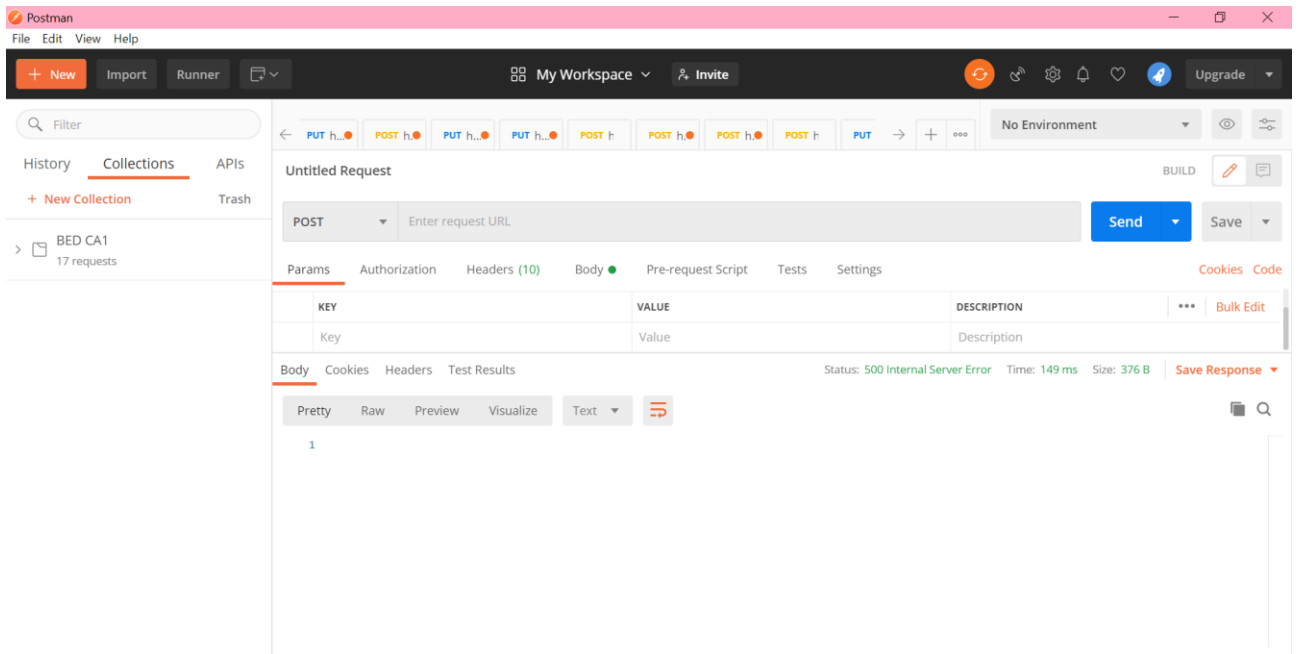 Postman
File Edit View Help
+ New Import Runner My Workspace Invite Upgrade
Filter
History Collections APIs
+ New Collection Trash
BED CA1
17 requests
PUT h... POST h. PUT h... PUT h... POST h POST h. POST h. POST h PUT
No Environment
Untitled Request BUILD
POST Enter request URL Send Save
Params Authorization Headers (10) Body Pre-request Script Tests Settings Cookies Code
KEY VALUE DESCRIPTION ••• Bulk Edit
Key Value Description
Body Cookies Headers Test Results Status: 500 Internal Server Error Time: 149 ms Size: 376 B Save Response
Pretty Raw Preview Visualize Text
1